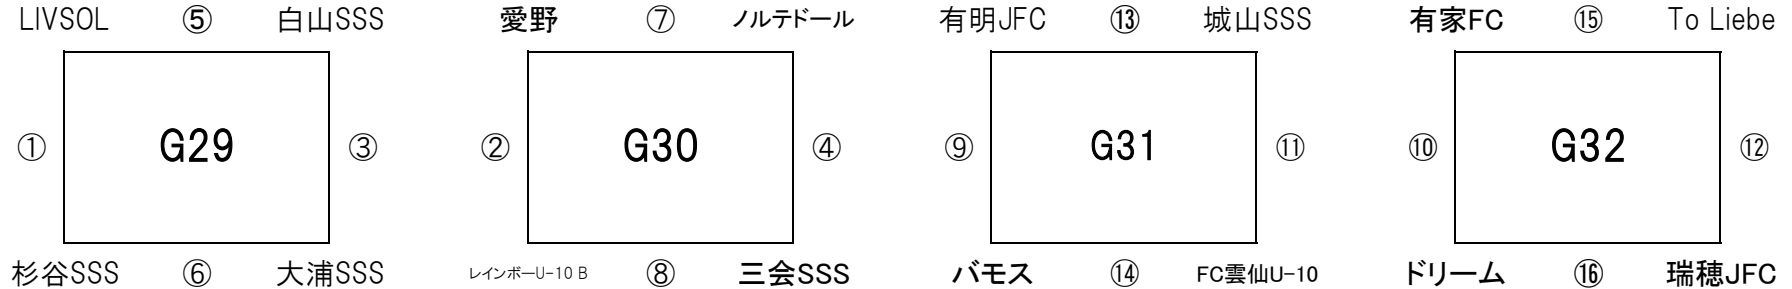 LIVSOL ⑤ 白山SSS 愛野 ⑦ ノルテドール 有明JFC ⑬ 城山SSS 有家FC ⑮ To Liebe
① G29 ③ ② G30 ④ ⑨ G31 ⑪ ⑩ G32 ⑫
杉谷SSS ⑥ 大浦SSS レインボーU-10 B ⑧ 三会SSS バモス ⑭ FC雲仙U-10 ドリーム ⑯ 瑞穂JFC